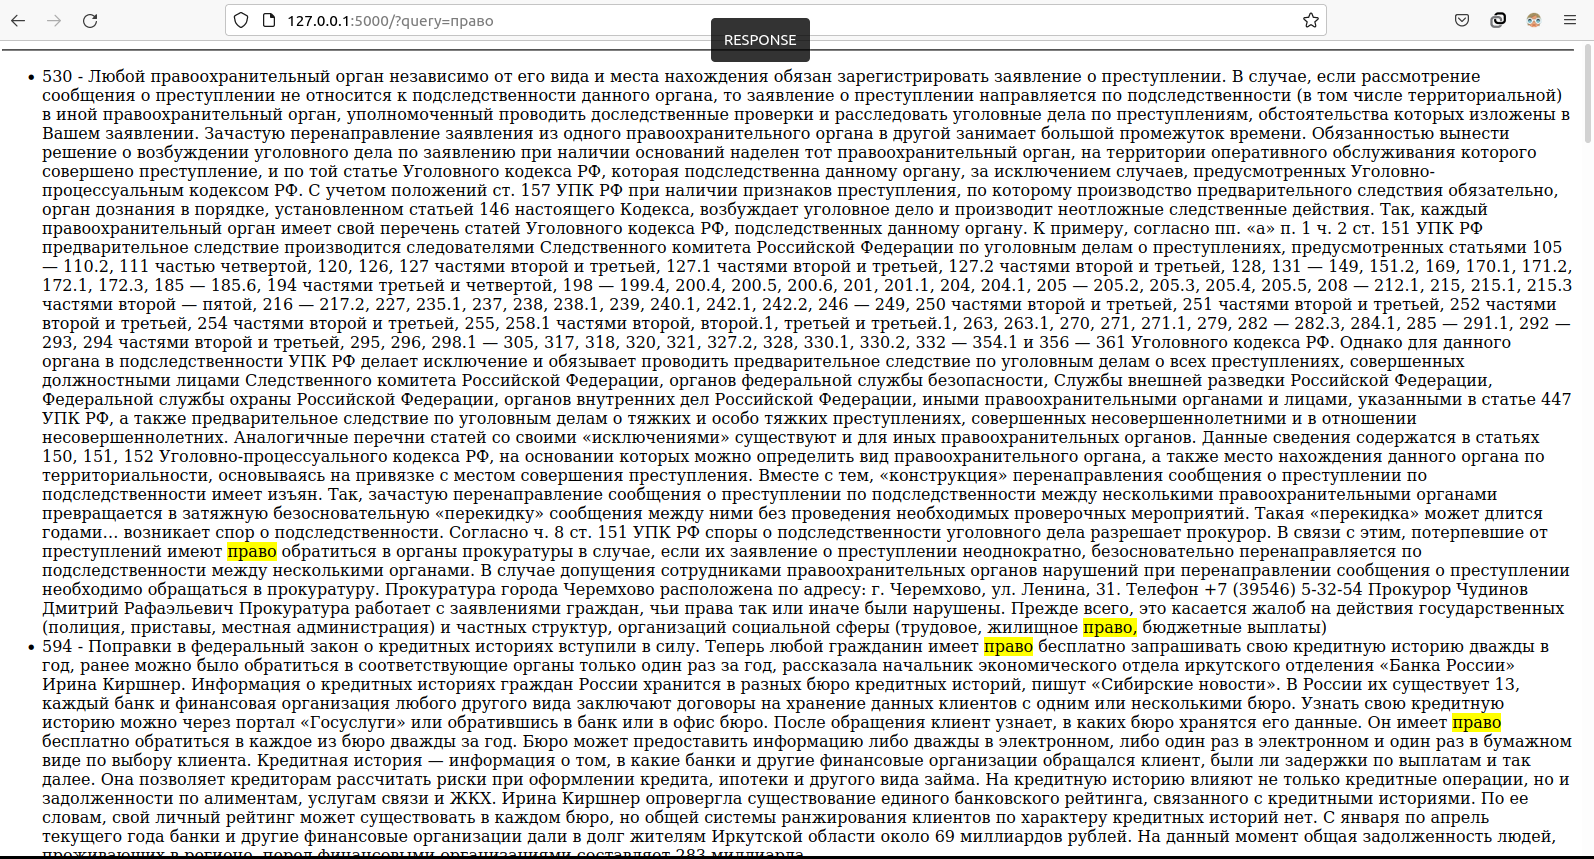 127.0.0.1:5000/?query=право
RESPONSE
530 - Любой правоохранительный орган независимо от его вида и места нахождения обязан зарегистрировать заявление о преступлении. В случае, если рассмотрение
сообщения о преступлении не относится к подследственности данного органа, то заявление о преступлении направляется по подследственности (в том числе территориальной)
в иной правоохранительный орган, уполномоченный проводить доследственные проверки и расследовать уголовные дела по преступлениям, обстоятельства которых изложены в
Вашем заявлении. Зачастую перенаправление заявления из одного правоохранительного органа в другой занимает большой промежуток времени. Обязанностью вынести
решение о возбуждении уголовного дела по заявлению при наличии оснований наделен тот правоохранительный орган, на территории оперативного обслуживания которого
совершено преступление, и по той статье Уголовного кодекса РФ, которая подследственна данному органу, за исключением случаев, предусмотренных Уголовно-
процессуальным кодексом РФ. С учетом положений ст. 157 УПК РФ при наличии признаков преступления, по которому производство предварительного следствия обязательно,
орган дознания в порядке, установленном статьей 146 настоящего Кодекса, возбуждает уголовное дело и производит неотложные следственные действия. Так, каждый
правоохранительный орган имеет свой перечень статей Уголовного кодекса РФ, подследственных данному органу. К примеру, согласно пп. «а» п. 1 ч. 2 ст. 151 УПК РФ
предварительное следствие производится следователями Следственного комитета Российской Федерации по уголовным делам о преступлениях, предусмотренных статьями 105
— 110.2, 111 частью четвертой, 120, 126, 127 частями второй и третьей, 127.1 частями второй и третьей, 127.2 частями второй и третьей, 128, 131 — 149, 151.2, 169, 170.1, 171.2,
172.1, 172.3, 185 — 185.6, 194 частями третьей и четвертой, 198 — 199.4, 200.4, 200.5, 200.6, 201, 201.1, 204, 204.1, 205 — 205.2, 205.3, 205.4, 205.5, 208 — 212.1, 215, 215.1, 215.3
частями второй — пятой, 216 — 217.2, 227, 235.1, 237, 238, 238.1, 239, 240.1, 242.1, 242.2, 246 — 249, 250 частями второй и третьей, 251 частями второй и третьей, 252 частями
второй и третьей, 254 частями второй и третьей, 255, 258.1 частями второй, второй.1, третьей и третьей.1, 263, 263.1, 270, 271, 271.1, 279, 282 — 282.3, 284.1, 285 — 291.1, 292 —
293, 294 частями второй и третьей, 295, 296, 298.1 — 305, 317, 318, 320, 321, 327.2, 328, 330.1, 330.2, 332 — 354.1 и 356 — 361 Уголовного кодекса РФ. Однако для данного
органа в подследственности УПК РФ делает исключение и обязывает проводить предварительное следствие по уголовным делам о всех преступлениях, совершенных
должностными лицами Следственного комитета Российской Федерации, органов федеральной службы безопасности, Службы внешней разведки Российской Федерации,
Федеральной службы охраны Российской Федерации, органов внутренних дел Российской Федерации, иными правоохранительными органами и лицами, указанными в статье 447
УПК РФ, а также предварительное следствие по уголовным делам о тяжких и особо тяжких преступлениях, совершенных несовершеннолетними и в отношении
несовершеннолетних. Аналогичные перечни статей со своими «исключениями» существуют и для иных правоохранительных органов. Данные сведения содержатся в статьях
150, 151, 152 Уголовно-процессуального кодекса РФ, на основании которых можно определить вид правоохранительного органа, а также место нахождения данного органа по
территориальности, основываясь на привязке с местом совершения преступления. Вместе с тем, «конструкция» перенаправления сообщения о преступлении по
подследственности имеет изъян. Так, зачастую перенаправление сообщения о преступлении по подследственности между несколькими правоохранительными органами
превращается в затяжную безосновательную «перекидку» сообщения между ними без проведения необходимых проверочных мероприятий. Такая «перекидка» может длится
годами… возникает спор о подследственности. Согласно ч. 8 ст. 151 УПК РФ споры о подследственности уголовного дела разрешает прокурор. В связи с этим, потерпевшие от
преступлений имеют право обратиться в органы прокуратуры в случае, если их заявление о преступлении неоднократно, безосновательно перенаправляется по
подследственности между несколькими органами. В случае допущения сотрудниками правоохранительных органов нарушений при перенаправлении сообщения о преступлении
необходимо обращаться в прокуратуру. Прокуратура города Черемхово расположена по адресу: г. Черемхово, ул. Ленина, 31. Телефон +7 (39546) 5-32-54 Прокурор Чудинов
Дмитрий Рафаэльевич Прокуратура работает с заявлениями граждан, чьи права так или иначе были нарушены. Прежде всего, это касается жалоб на действия государственных
(полиция, приставы, местная администрация) и частных структур, организаций социальной сферы (трудовое, жилищное право, бюджетные выплаты)
594 - Поправки в федеральный закон о кредитных историях вступили в силу. Теперь любой гражданин имеет право бесплатно запрашивать свою кредитную историю дважды в
год, ранее можно было обратиться в соответствующие органы только один раз за год, рассказала начальник экономического отдела иркутского отделения «Банка России»
Ирина Киршнер. Информация о кредитных историях граждан России хранится в разных бюро кредитных историй, пишут «Сибирские новости». В России их существует 13,
каждый банк и финансовая организация любого другого вида заключают договоры на хранение данных клиентов с одним или несколькими бюро. Узнать свою кредитную
историю можно через портал «Госуслуги» или обратившись в банк или в офис бюро. После обращения клиент узнает, в каких бюро хранятся его данные. Он имеет право
бесплатно обратиться в каждое из бюро дважды за год. Бюро может предоставить информацию либо дважды в электронном, либо один раз в электронном и один раз в бумажном
виде по выбору клиента. Кредитная история — информация о том, в какие банки и другие финансовые организации обращался клиент, были ли задержки по выплатам и так
далее. Она позволяет кредиторам рассчитать риски при оформлении кредита, ипотеки и другого вида займа. На кредитную историю влияют не только кредитные операции, но и
задолженности по алиментам, услугам связи и ЖКХ. Ирина Киршнер опровергла существование единого банковского рейтинга, связанного с кредитными историями. По ее
словам, свой личный рейтинг может существовать в каждом бюро, но общей системы ранжирования клиентов по характеру кредитных историй нет. С января по апрель
текущего года банки и другие финансовые организации дали в долг жителям Иркутской области около 69 миллиардов рублей. На данный момент общая задолженность людей,
проживающих в регионе, перед финансовыми организациями составляет 283 миллиарда